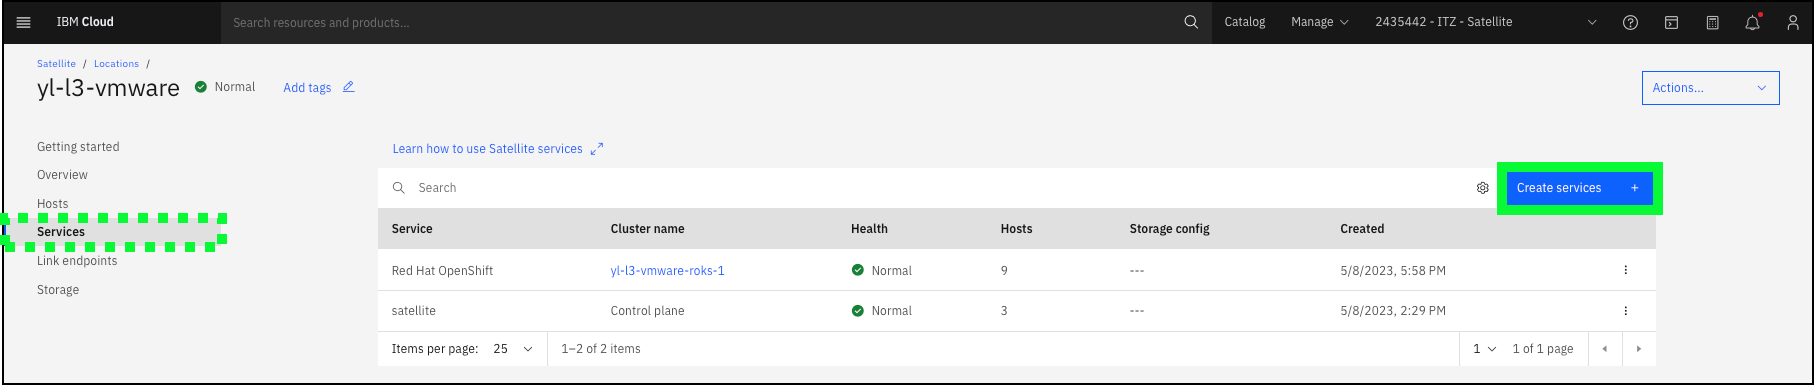 IBM Cloud Search resources and products... Catalog Manage 2435442 - ITZ - Satellite
Satellite / Locations /
yl-l3-vmware Normal Add tags Actions...
Getting started
Overview
Hosts
Services
Link endpoints
Storage
Learn how to use Satellite services
Search Create services +
Service Cluster name Health Hosts Storage config Created
Red Hat OpenShift yl-l3-vmware-roks-1 Normal 9 --- 5/8/2023, 5:58 PM
satellite Control plane Normal 3 --- 5/8/2023, 2:29 PM
Items per page: 25 1–2 of 2 items 1 1 of 1 page